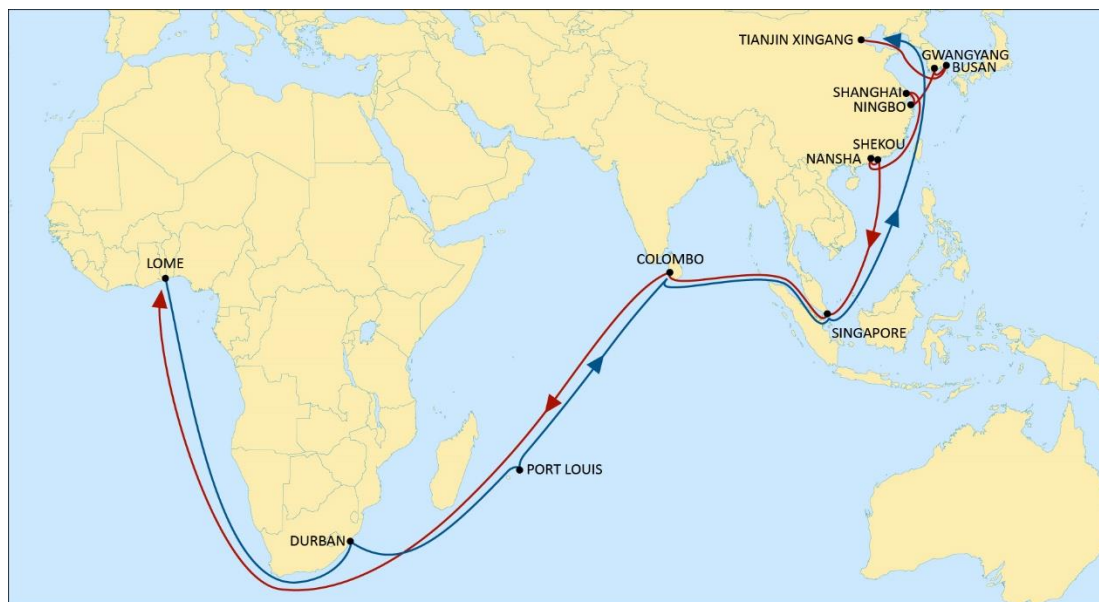 TIANJIN XINGANG
GWANGYANG
BUSAN
SHANGHAI
NINGBO
SHEKOU
NANSHA
LOME
COLOMBO
SINGAPORE
PORT LOUIS
DURBAN